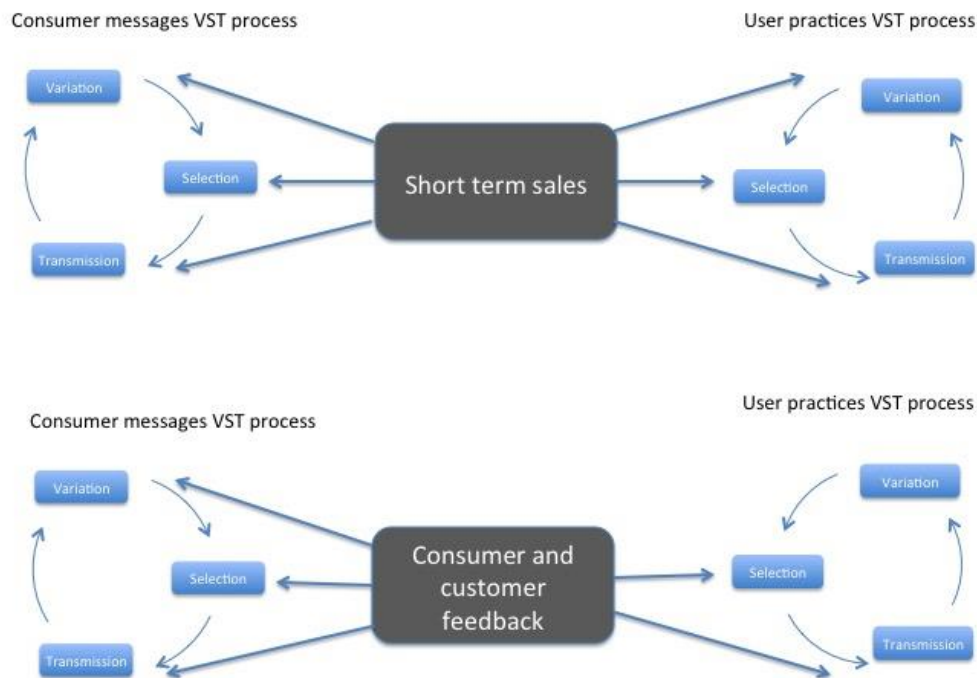 Consumer messages VST process
User practices VST process
Variation
Variation
Selection
Short term sales
Selection
Transmission
Transmission
User practices VST process
Consumer messages VST process
Variation
Variation
Selection
Consumer and
customer
feedback
Selection
Transmission
Transmission